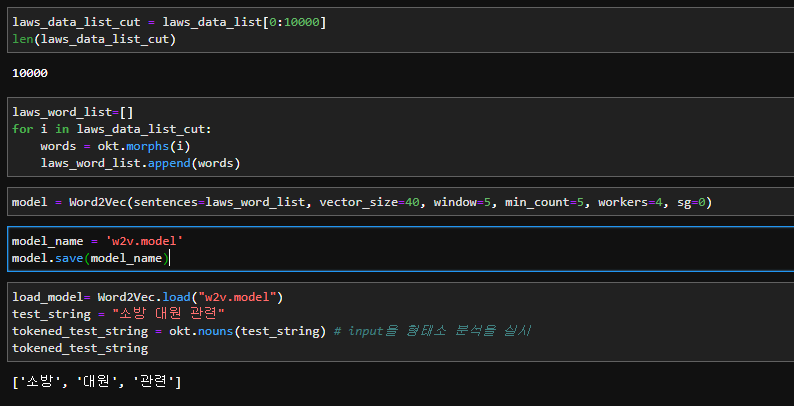 laws_data_list_cut = laws_data_list[0:10000]
len(laws_data_list_cut)
10000
laws_word_list=[]
for i in laws_data_list_cut:
    words = okt.morphs(i)
    laws_word_list.append(words)
model = Word2Vec(sentences=laws_word_list, vector_size=40, window=5, min_count=5, workers=4, sg=0)
model_name = 'w2v.model'
model.save(model_name)
load_model= Word2Vec.load("w2v.model")
test_string = "소방 대원 관련"
tokened_test_string = okt.nouns(test_string) # input을 형태소 분석을 실시
tokened_test_string
['소방', '대원', '관련']